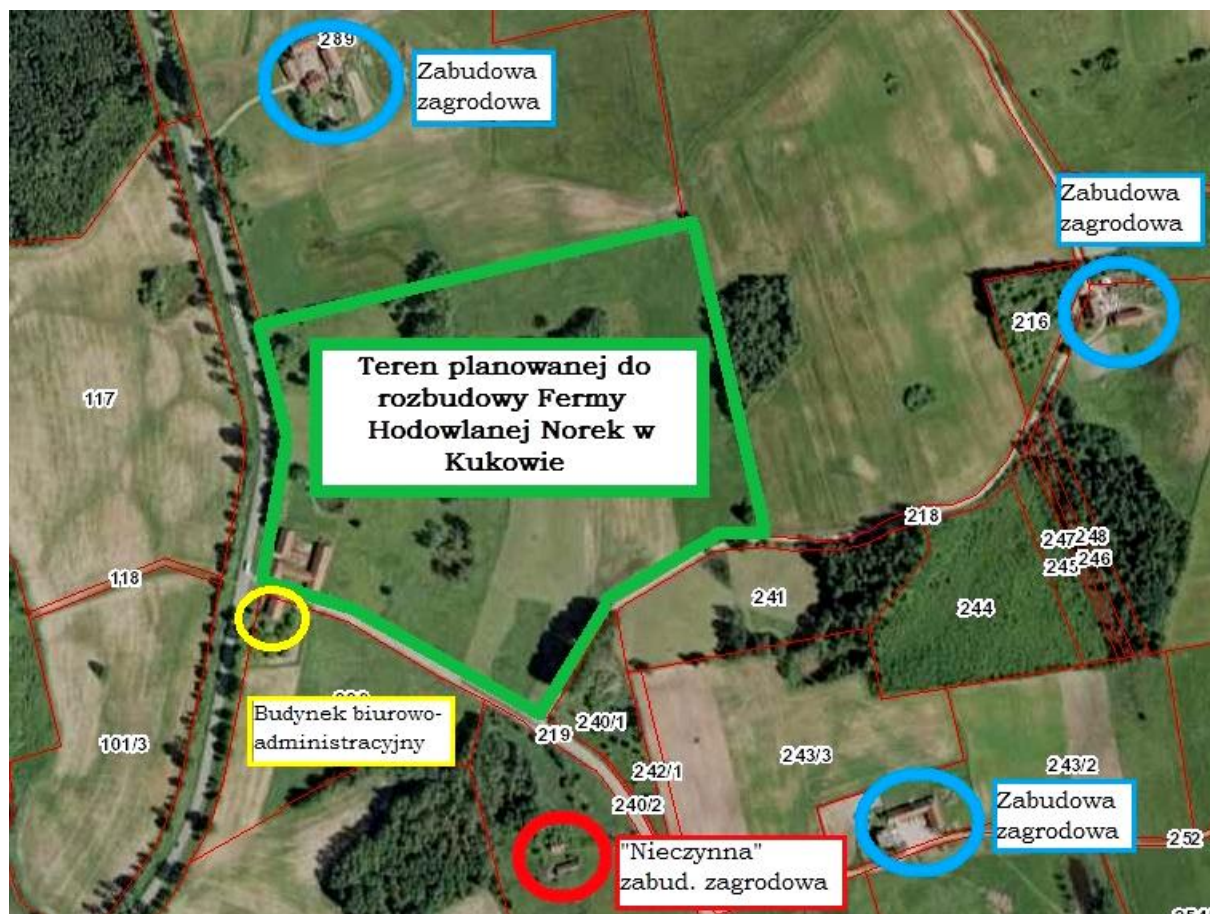 289
Zabudowa
zagrodowa
Zabudowa
zagrodowa
216
117
Teren planowanej do
rozbudowy Fermy
Hodowlanej Norek w
Kukowie
218
247
248
245
246
118
241
244
Budynek biurowo-
administracyjny
101/3
219
240/1
242/1
243/3
243/2
240/2
Zabudowa
zagrodowa
252
"Nieczynna"
zabud. zagrodowa